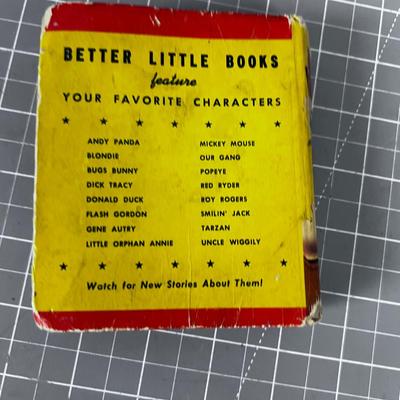 BETTER LITTLE BOOKS
feature
YOUR FAVORITE CHARACTERS
★ ★ ★ ★ ★ ★ ★
ANDY PANDA
BLONDIE
BUGS BUNNY
DICK TRACY
DONALD DUCK
FLASH GORDON
GENE AUTRY
LITTLE ORPHAN ANNIE
MICKEY MOUSE
OUR GANG
POPEYE
RED RYDER
ROY ROGERS
SMILIN' JACK
TARZAN
UNCLE WIGGILY
★ ★ ★ ★ ★ ★ ★
Watch for New Stories About Them!